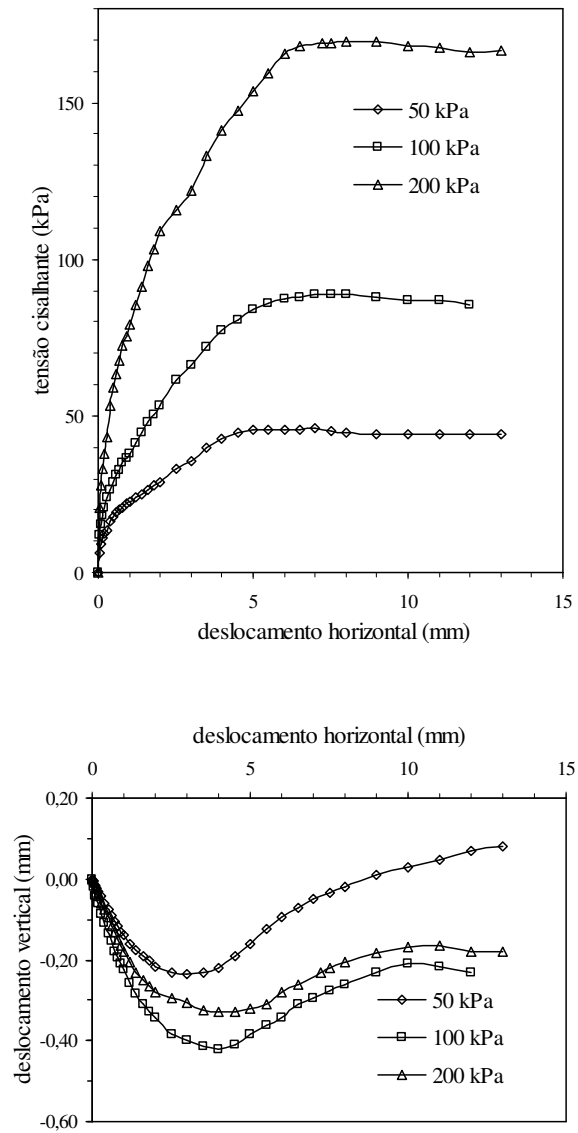 150
100
50
0
tensão cisalhante (kPa)
50 kPa
100 kPa
200 kPa
0
5
10
15
deslocamento horizontal (mm)
deslocamento horizontal (mm)
0
5
10
15
0,20
0,00
-0,20
-0,40
-0,60
deslocamento vertical (mm)
50 kPa
100 kPa
200 kPa